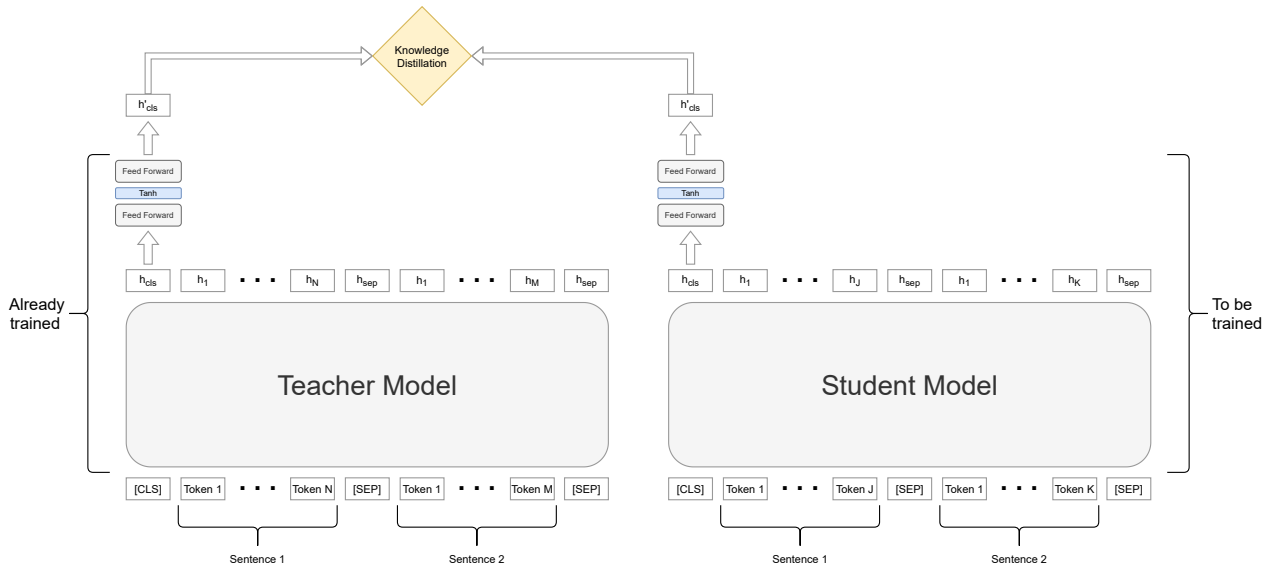 Knowledge
Distillation
h'cls
h'cls
Feed Forward
Tanh
Feed Forward
Feed Forward
Tanh
Feed Forward
hcls h1 . . . hN hsep h1 . . . hM hsep
hcls h1 . . . hJ hsep h1 . . . hK hsep
Already
trained
To be
trained
Teacher Model
Student Model
[CLS] Token 1 . . . Token N [SEP] Token 1 . . . Token M [SEP]
[CLS] Token 1 . . . Token J [SEP] Token 1 . . . Token K [SEP]
Sentence 1
Sentence 2
Sentence 1
Sentence 2